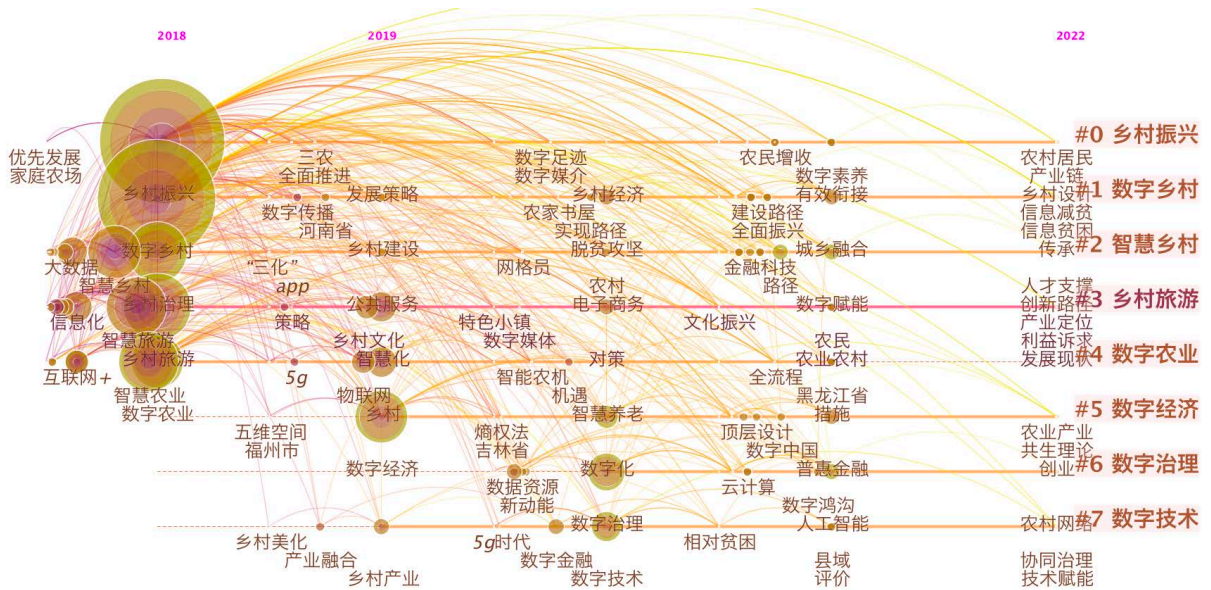 2018 2019 2022
#0 乡村振兴
优先发展 三农 数字足迹 农民增收 农村居民
家庭农场 全面推进 数字媒介 数字素养 产业链
乡村振兴 发展策略 乡村经济 有效衔接 乡村设计 #1 数字乡村
数字传播 农家书屋 建设路径 信息减贫
河南省 实现路径 全面振兴 信息贫困
数字乡村 乡村建设 脱贫攻坚 城乡融合 传承 #2 智慧乡村
大数据 “三化” 网格员 金融科技
智慧乡村 app 农村 路径 人才支撑
乡村治理 公共服务 电子商务 数字赋能 创新路径 #3 乡村旅游
信息化 策略 特色小镇 文化振兴 产业定位
智慧旅游 乡村文化 数字媒体 农民 利益诉求
乡村旅游 智慧化 对策 农业农村 发展现状 #4 数字农业
互联网+ 5g 智能农机 全流程
智慧农业 物联网 机遇 黑龙江省
数字农业 乡村 智慧养老 措施 #5 数字经济
五维空间 熵权法 顶层设计 农业产业
福州市 吉林省 数字中国 共生理论
数字经济 数字化 普惠金融 创业 #6 数字治理
数据资源 云计算
新动能 数字鸿沟
数字治理 人工智能 农村网络 #7 数字技术
乡村美化 5g时代 相对贫困
产业融合 数字金融 县域 协同治理
乡村产业 数字技术 评价 技术赋能